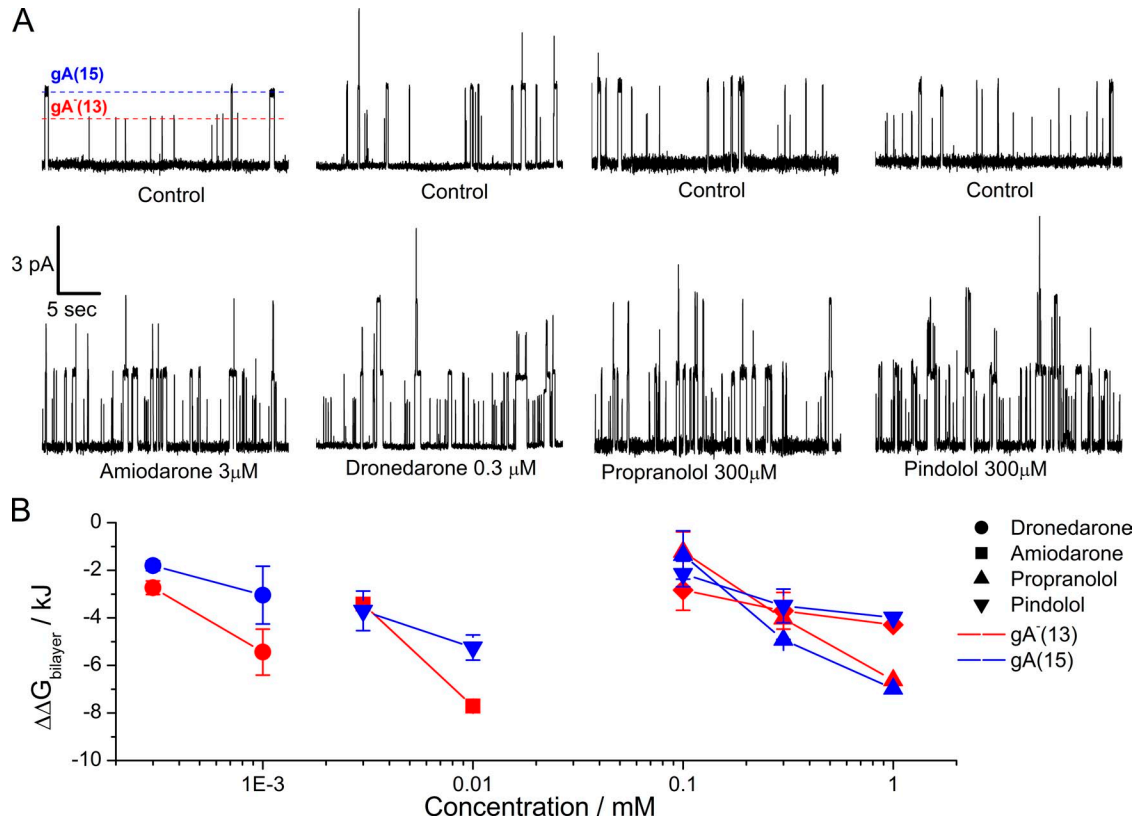 A
gA(15)
gA⁻(13)
Control
Control
Control
Control
3 pA
5 sec
Amiodarone 3µM
Dronedarone 0.3 µM
Propranolol 300µM
Pindolol 300µM
B
ΔΔG bilayer / kJ
0
-2
-4
-6
-8
-10
1E-3
0.01
0.1
1
Concentration / mM
Dronedarone
Amiodarone
Propranolol
Pindolol
gA⁻(13)
gA(15)